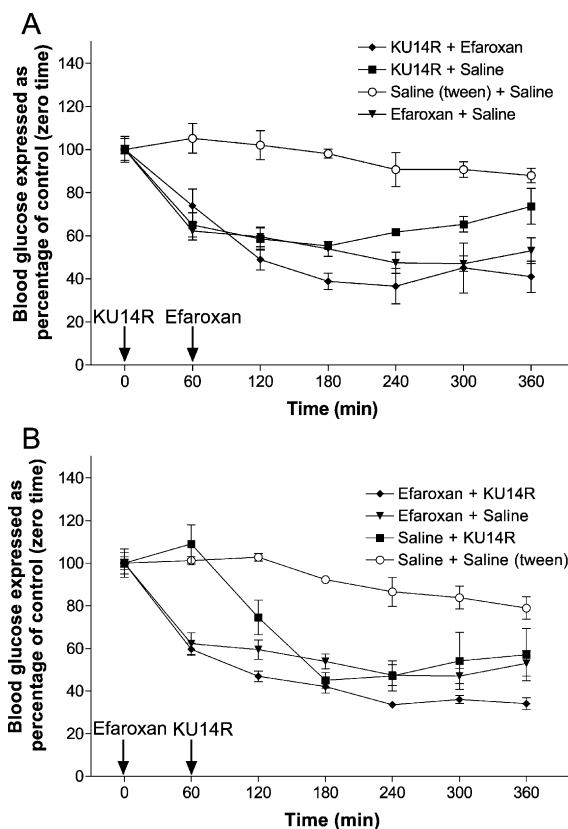 A
Blood glucose expressed as
percentage of control (zero time)
140
120
100
80
60
40
20
0
KU14R + Efaroxan
KU14R + Saline
Saline (tween) + Saline
Efaroxan + Saline
KU14R Efaroxan
0 60 120 180 240 300 360
Time (min)
B
Blood glucose expressed as
percentage of control (zero time)
140
120
100
80
60
40
20
0
Efaroxan + KU14R
Efaroxan + Saline
Saline + KU14R
Saline + Saline (tween)
Efaroxan KU14R
0 60 120 180 240 300 360
Time (min)